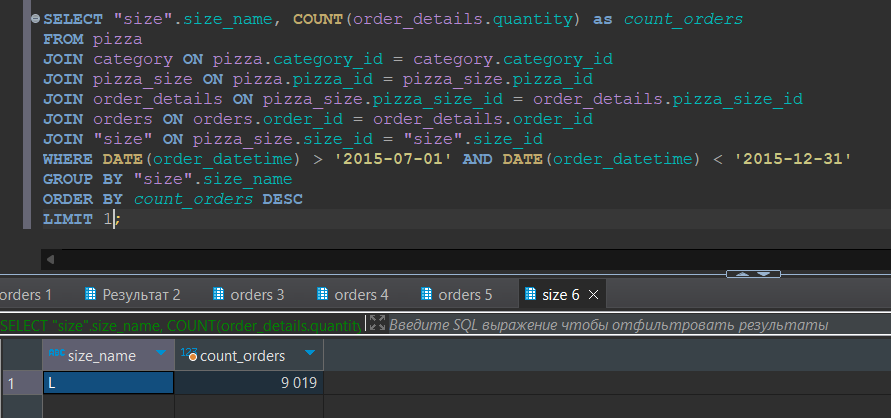 SELECT "size".size_name, COUNT(order_details.quantity) as count_orders
FROM pizza
JOIN category ON pizza.category_id = category.category_id
JOIN pizza_size ON pizza.pizza_id = pizza_size.pizza_id
JOIN order_details ON pizza_size.pizza_size_id = order_details.pizza_size_id
JOIN orders ON orders.order_id = order_details.order_id
JOIN "size" ON pizza_size.size_id = "size".size_id
WHERE DATE(order_datetime) > '2015-07-01' AND DATE(order_datetime) < '2015-12-31'
GROUP BY "size".size_name
ORDER BY count_orders DESC
LIMIT 1;
orders 1 Результат 2 orders 3 orders 4 orders 5 size 6
SELECT "size".size_name, COUNT(order_details.quantity Введите SQL выражение чтобы отфильтровать результаты
size_name 123 count_orders
1 L 9 019